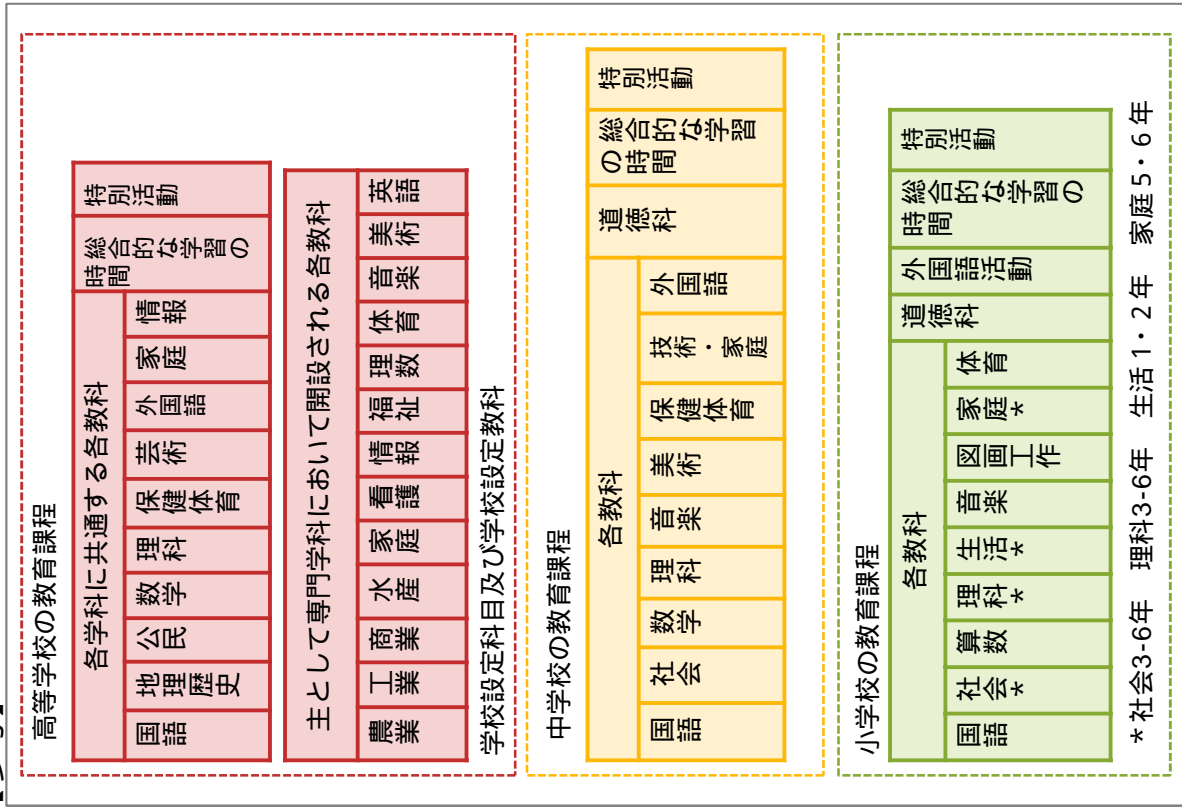 高等学校の教育課程
各学科に共通する各教科
国語
地理歴史
公民
数学
理科
保健体育
芸術
外国語
家庭
情報
総合的な学習の
時間
特別活動
主として専門学科において開設される各教科
農業
工業
商業
水産
家庭
看護
情報
福祉
理数
体育
音楽
美術
英語
学校設定科目及び学校設定教科
中学校の教育課程
各教科
国語
社会
数学
理科
音楽
美術
保健体育
技術・家庭
外国語
道徳科
総合的な学習
の時間
特別活動
小学校の教育課程
各教科
国語
社会*
算数
理科*
生活*
音楽
図画工作
家庭*
体育
道徳科
外国語活動
総合的な学習の
時間
特別活動
*社会3-6年 理科3-6年 生活1・2年 家庭5・6年